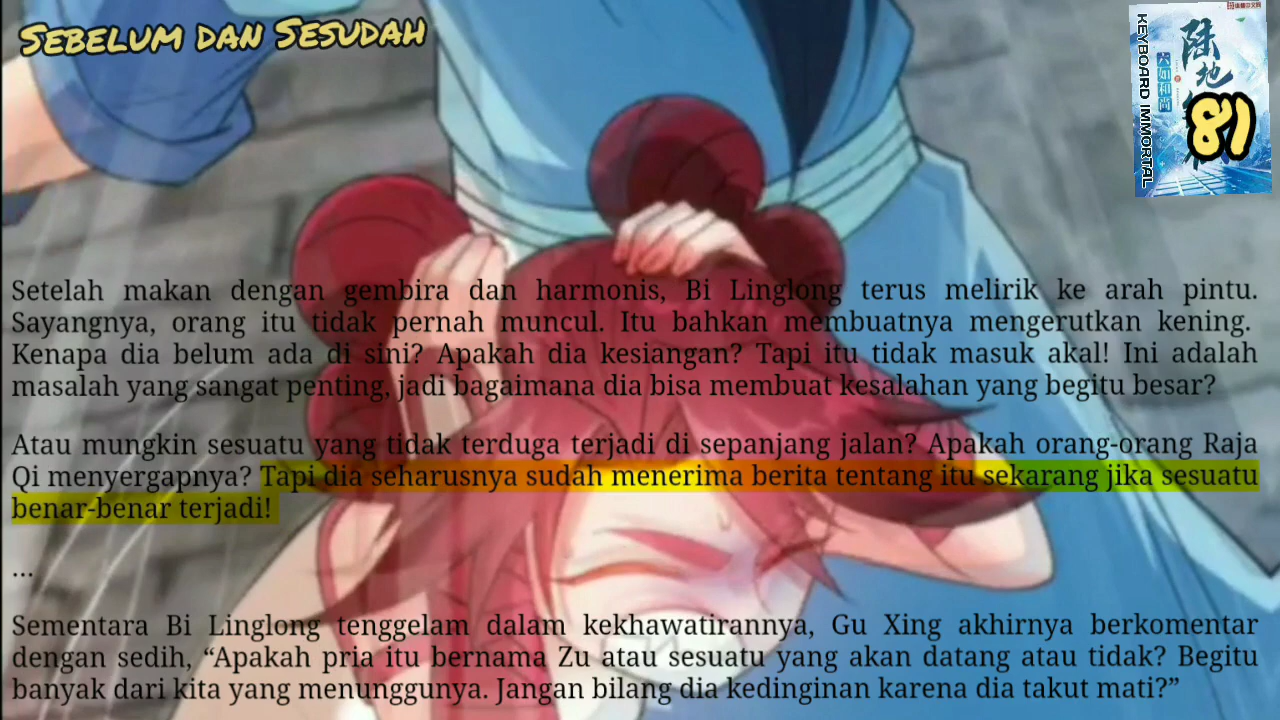 Sebelum dan Sesudah
KEYBOARD IMMORTAL
陆地
六如和尚
81
Setelah makan dengan gembira dan harmonis, Bi Linglong terus melirik ke arah pintu.
Sayangnya, orang itu tidak pernah muncul. Itu bahkan membuatnya mengerutkan kening.
Kenapa dia belum ada di sini? Apakah dia kesiangan? Tapi itu tidak masuk akal! Ini adalah
masalah yang sangat penting, jadi bagaimana dia bisa membuat kesalahan yang begitu besar?
Atau mungkin sesuatu yang tidak terduga terjadi di sepanjang jalan? Apakah orang-orang Raja
Qi menyergapnya? Tapi dia seharusnya sudah menerima berita tentang itu sekarang jika sesuatu
benar-benar terjadi!
...
Sementara Bi Linglong tenggelam dalam kekhawatirannya, Gu Xing akhirnya berkomentar
dengan sedih, “Apakah pria itu bernama Zu atau sesuatu yang akan datang atau tidak? Begitu
banyak dari kita yang menunggunya. Jangan bilang dia kedinginan karena dia takut mati?”